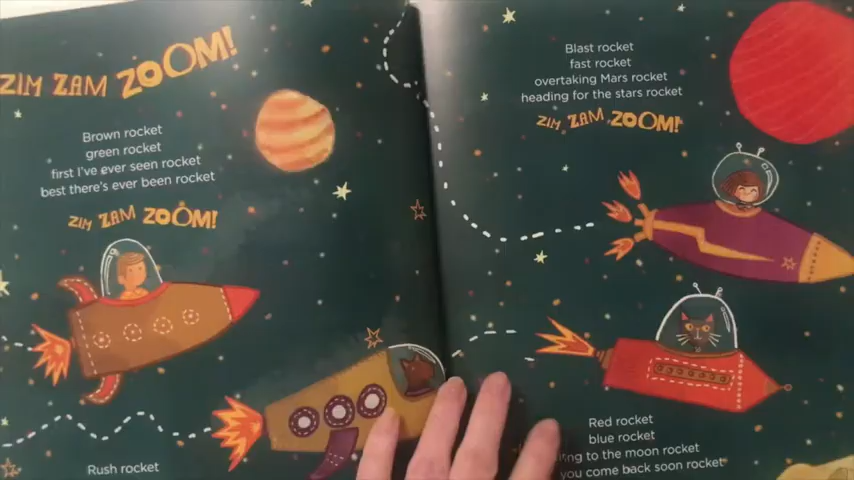 ZIM ZAM ZOOM!
Brown rocket
green rocket
first I've ever seen rocket
best there's ever been rocket
ZIM ZAM ZOOM!
Rush rocket
Blast rocket
fast rocket
overtaking Mars rocket
heading for the stars rocket
ZIM ZAM ZOOM!
Red rocket
blue rocket
to the moon rocket
you come back soon rocket